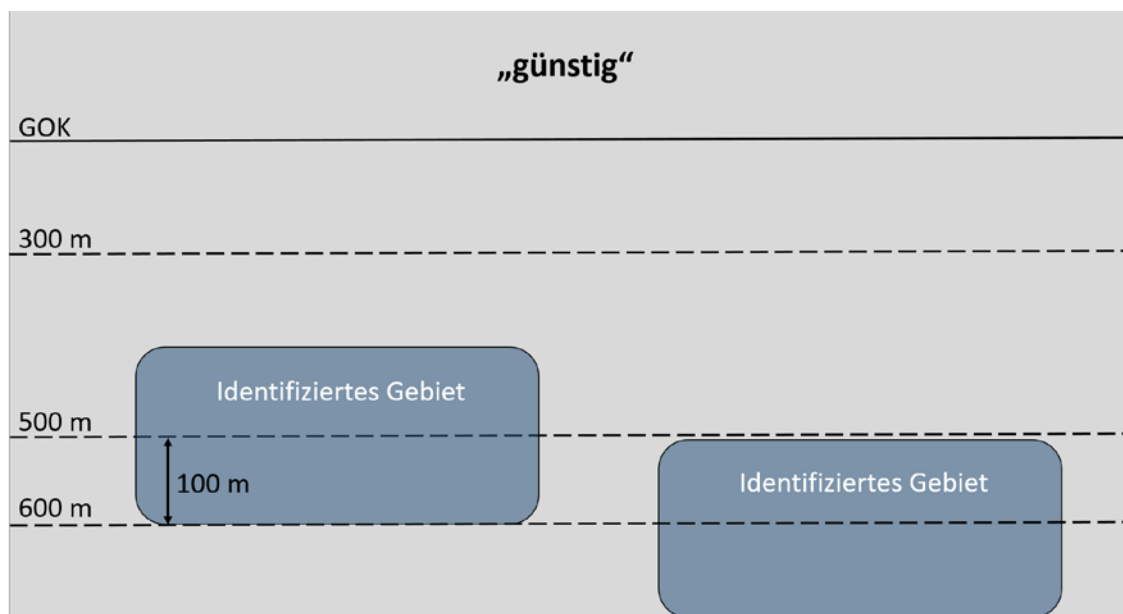 „günstig“
GOK
300 m
Identifiziertes Gebiet
500 m
100 m
Identifiziertes Gebiet
600 m